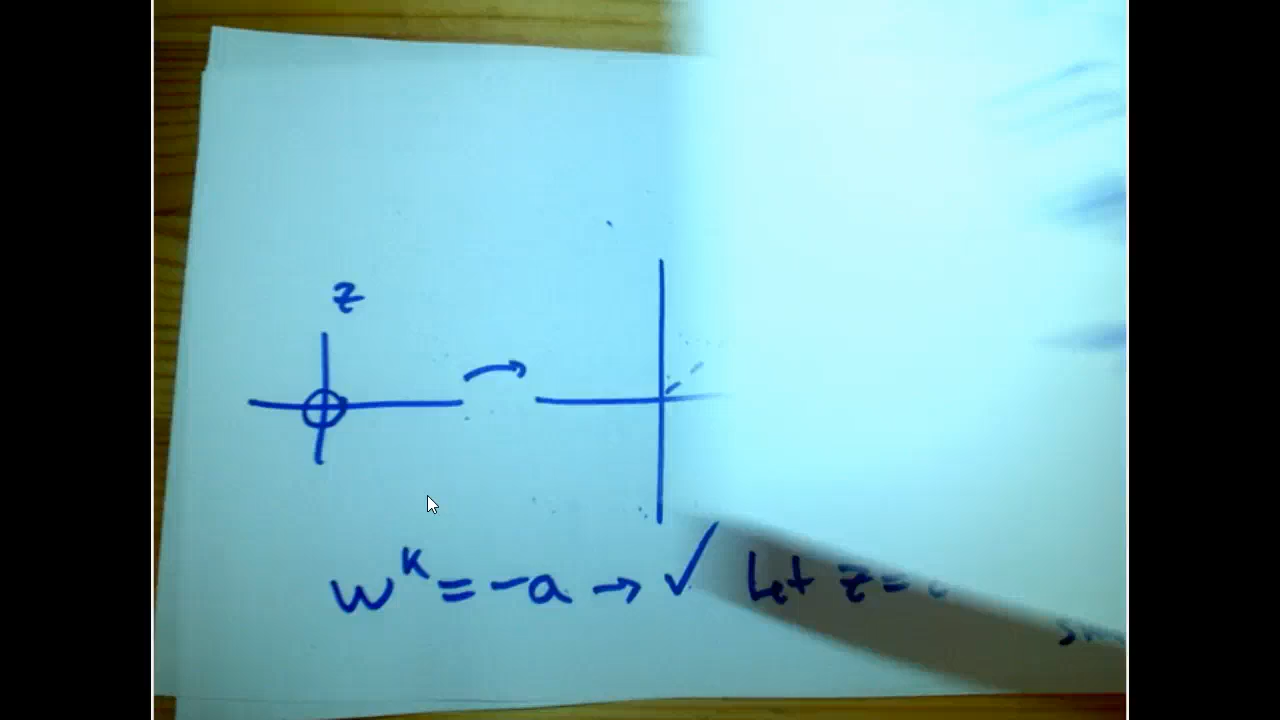 z
w^k = -a → ✓ Let z =